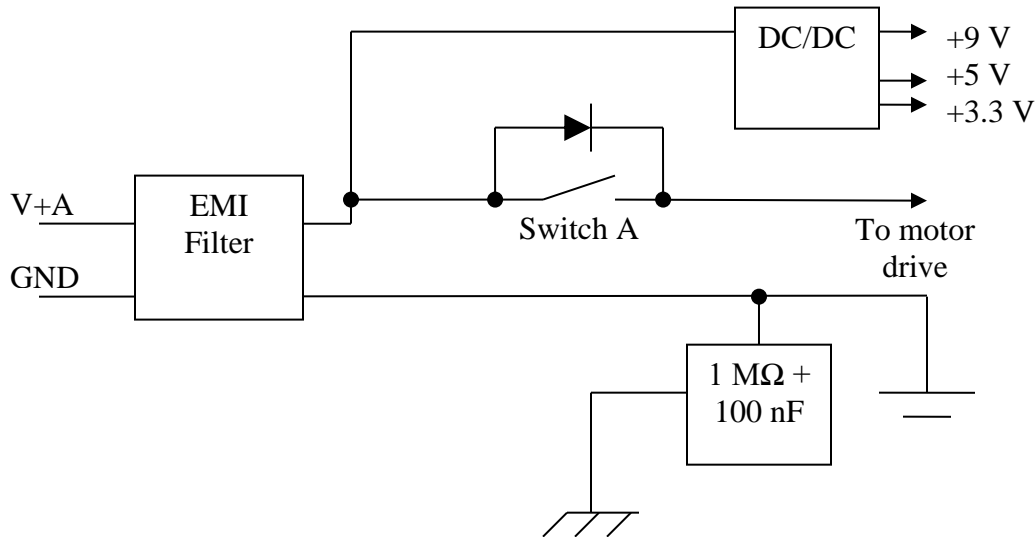 DC/DC
+9 V
+5 V
+3.3 V
V+A
EMI
Filter
Switch A
To motor
drive
GND
1 MΩ +
100 nF